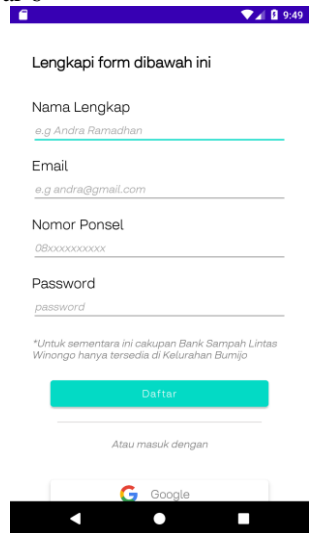 9:49
Lengkapi form dibawah ini
Nama Lengkap
e.g Andra Ramadhan
Email
e.g andra@gmail.com
Nomor Ponsel
08xxxxxxxxxx
Password
password
*Untuk sementara ini cakupan Bank Sampah Lintas
Winongo hanya tersedia di Kelurahan Bumijo
Daftar
Atau masuk dengan
Google